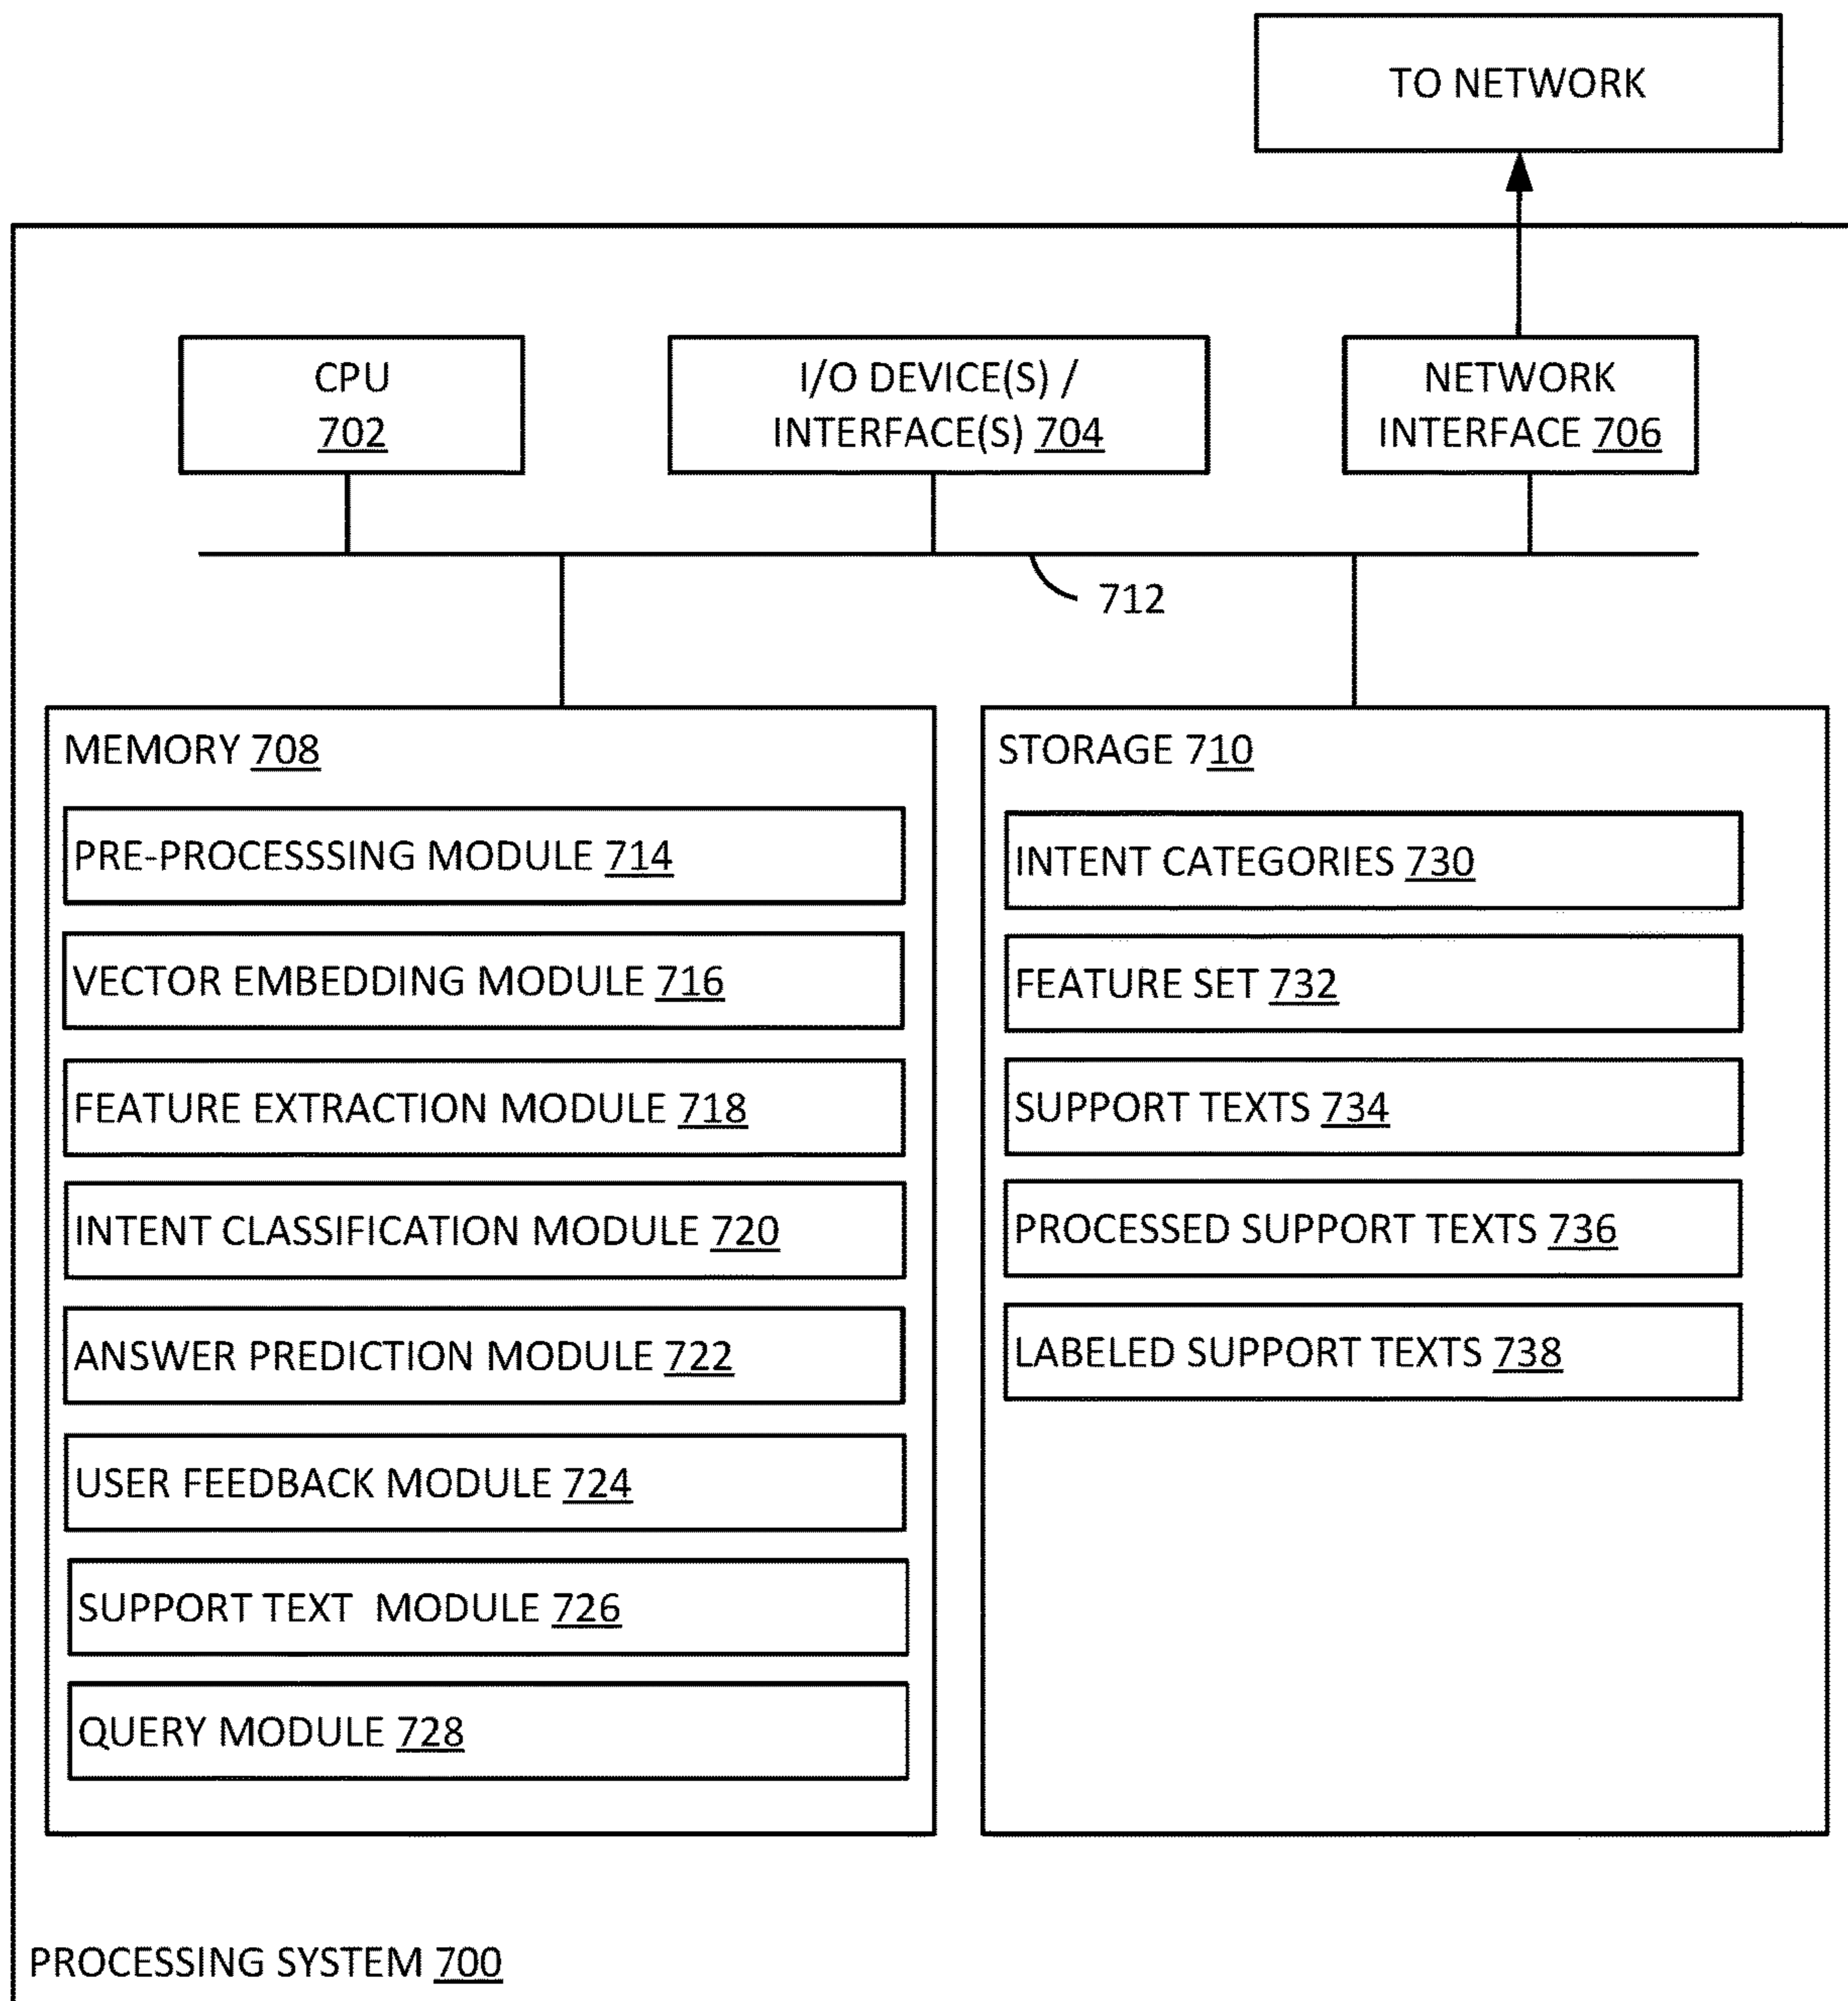 TO NETWORK
CPU
702
I/O DEVICE(S) /
INTERFACE(S) 704
NETWORK
INTERFACE 706
712
MEMORY 708
PRE-PROCESSSING MODULE 714
VECTOR EMBEDDING MODULE 716
FEATURE EXTRACTION MODULE 718
INTENT CLASSIFICATION MODULE 720
ANSWER PREDICTION MODULE 722
USER FEEDBACK MODULE 724
SUPPORT TEXT  MODULE 726
QUERY MODULE 728
STORAGE 710
INTENT CATEGORIES 730
FEATURE SET 732
SUPPORT TEXTS 734
PROCESSED SUPPORT TEXTS 736
LABELED SUPPORT TEXTS 738
PROCESSING SYSTEM 700